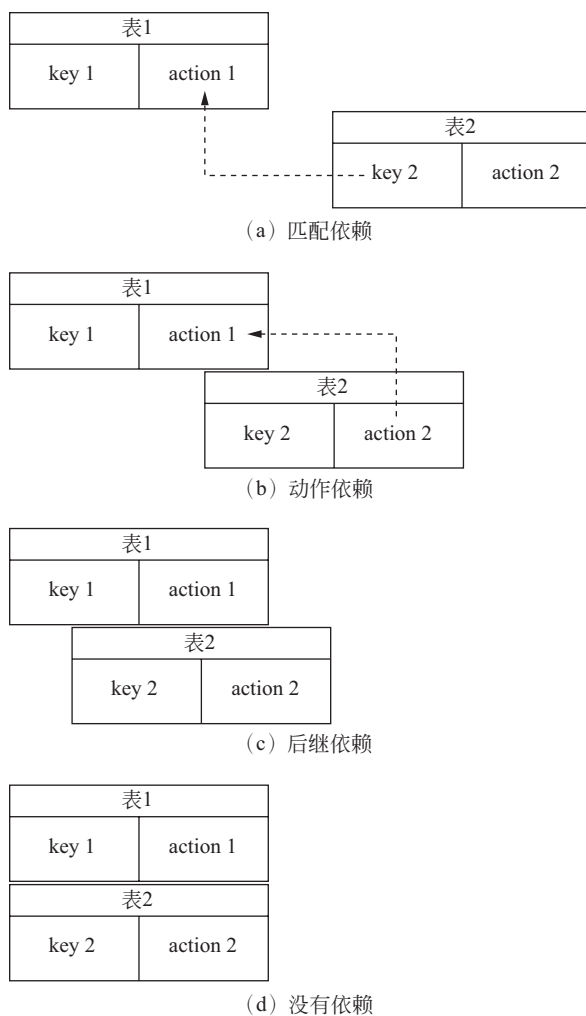 表1
key 1 action 1
表2
key 2 action 2
（a）匹配依赖
表1
key 1 action 1
表2
key 2 action 2
（b）动作依赖
表1
key 1 action 1
表2
key 2 action 2
（c）后继依赖
表1
key 1 action 1
表2
key 2 action 2
（d）没有依赖